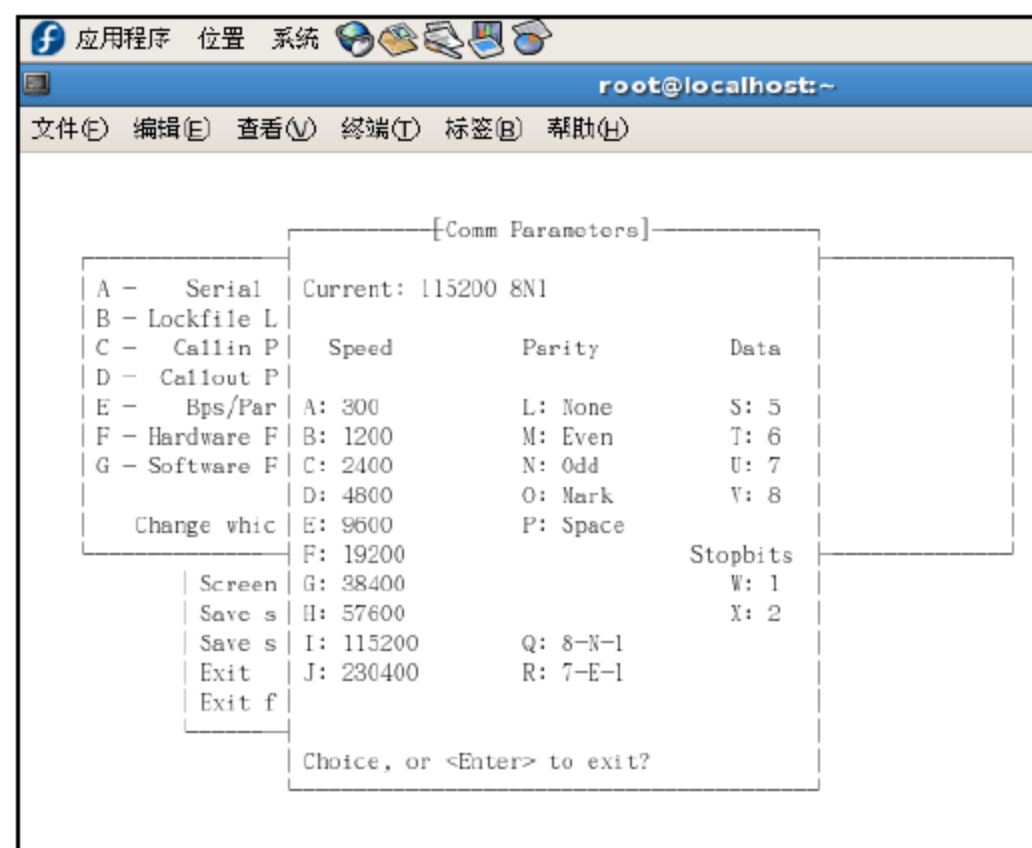 应用程序 位置 系统
root@localhost:~
文件(F) 编辑(E) 查看(V) 终端(T) 标签(B) 帮助(H)
[Comm Parameters]
A - Serial Current: 115200 8N1
B - Lockfile L
C - Callin P Speed Parity Data
D - Callout P
E - Bps/Par A: 300 L: None S: 5
F - Hardware F B: 1200 M: Even T: 6
G - Software F C: 2400 N: Odd U: 7
D: 4800 O: Mark V: 8
Change whic E: 9600 P: Space
F: 19200 Stopbits
Screen G: 38400 W: 1
Save s H: 57600 X: 2
Save s I: 115200 Q: 8-N-1
Exit J: 230400 R: 7-E-1
Exit f
Choice, or <Enter> to exit?